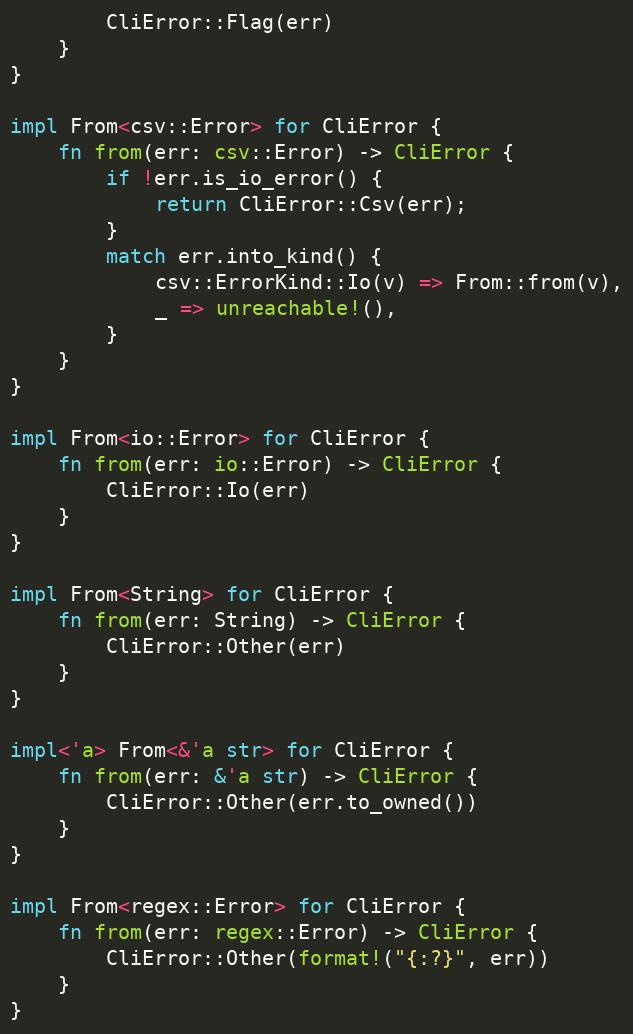 CliError::Flag(err)
    }
}

impl From<csv::Error> for CliError {
    fn from(err: csv::Error) -> CliError {
        if !err.is_io_error() {
            return CliError::Csv(err);
        }
        match err.into_kind() {
            csv::ErrorKind::Io(v) => From::from(v),
            _ => unreachable!(),
        }
    }
}

impl From<io::Error> for CliError {
    fn from(err: io::Error) -> CliError {
        CliError::Io(err)
    }
}

impl From<String> for CliError {
    fn from(err: String) -> CliError {
        CliError::Other(err)
    }
}

impl<'a> From<&'a str> for CliError {
    fn from(err: &'a str) -> CliError {
        CliError::Other(err.to_owned())
    }
}

impl From<regex::Error> for CliError {
    fn from(err: regex::Error) -> CliError {
        CliError::Other(format!("{:?}", err))
    }
}